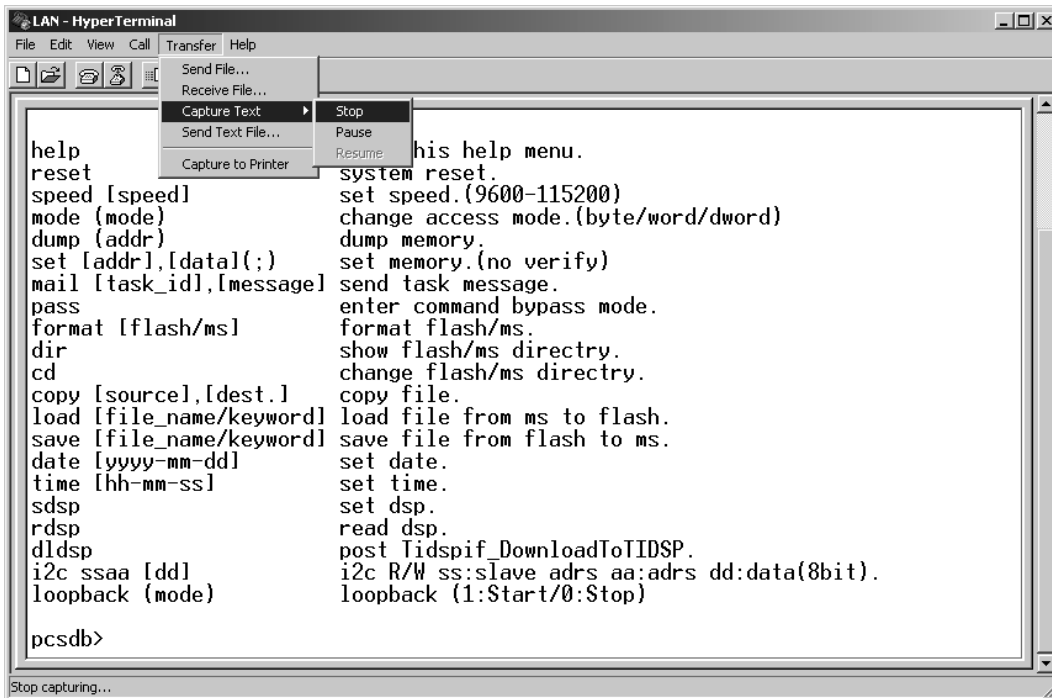 LAN - HyperTerminal
File Edit View Call Transfer Help
Send File...
Receive File...
Capture Text
Send Text File...
Capture to Printer
Stop
Pause
Resume
help his help menu.
reset system reset.
speed [speed] set speed.(9600-115200)
mode (mode) change access mode.(byte/word/dword)
dump (addr) dump memory.
set [addr],[data](;) set memory.(no verify)
mail [task_id],[message] send task message.
pass enter command bypass mode.
format [flash/ms] format flash/ms.
dir show flash/ms directry.
cd change flash/ms directry.
copy [source],[dest.] copy file.
load [file_name/keyword] load file from ms to flash.
save [file_name/keyword] save file from flash to ms.
date [yyyy-mm-dd] set date.
time [hh-mm-ss] set time.
sdsp set dsp.
rdsp read dsp.
dldsp post Tidspif_DownloadToTIDSP.
i2c ssaa [dd] i2c R/W ss:slave adrs aa:adrs dd:data(8bit).
loopback (mode) loopback (1:Start/0:Stop)
pcsdb>
Stop capturing...